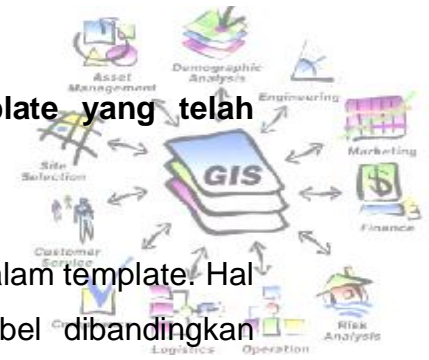 Asset
Management
Demographic
Analysis
Engineering
plate yang telah
Marketing
Site
Selection
GIS
Finance
Customer
Service
alam template. Hal
bel dibandingkan
Logistics
Operation
Risk
Analysis